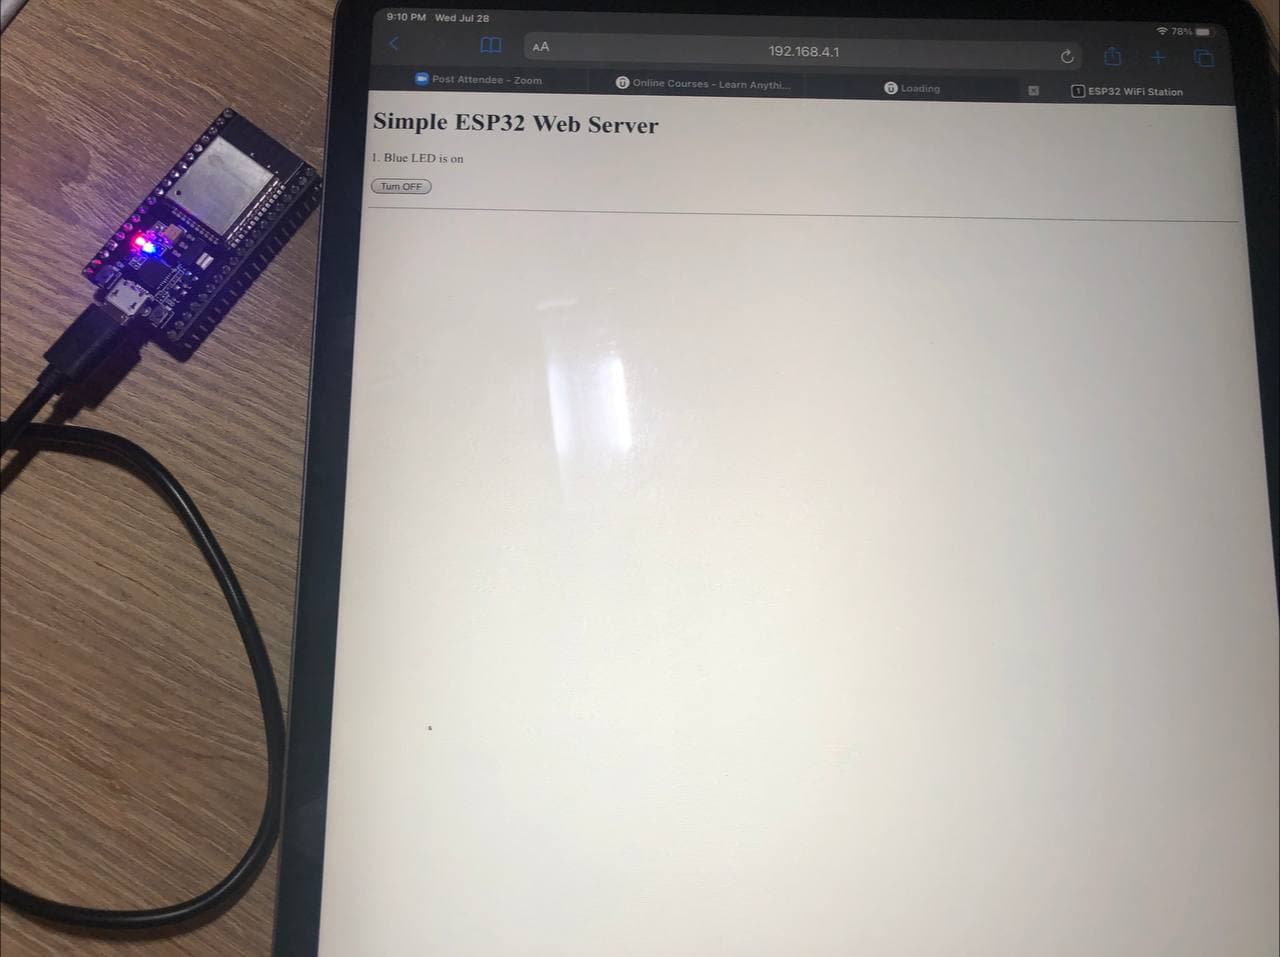 9:10 PM Wed Jul 28
78%
AA
192.168.4.1
Post Attendee - Zoom
Online Courses - Learn Anythi...
Loading
1 ESP32 WiFi Station
Simple ESP32 Web Server
1. Blue LED is on
Turn OFF